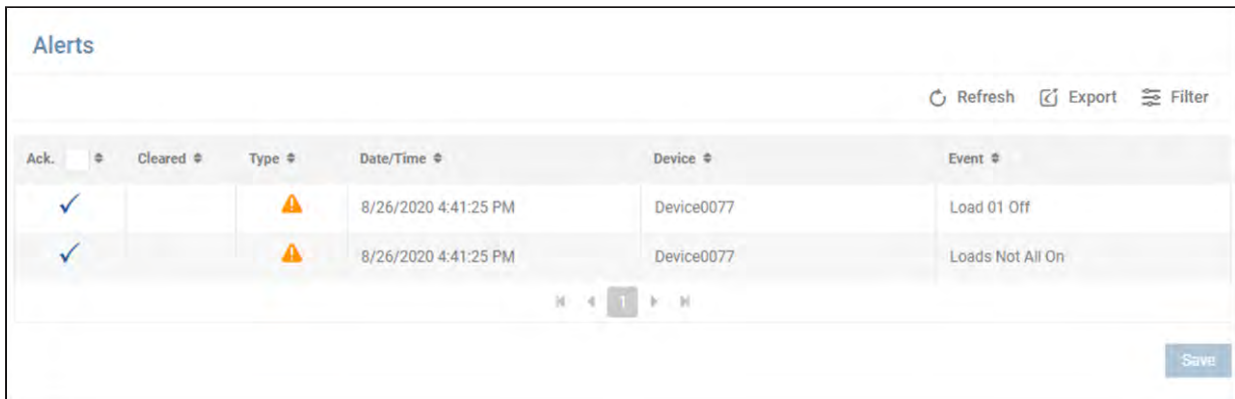 Alerts
Refresh Export Filter
Ack. Cleared Type Date/Time Device Event
8/26/2020 4:41:25 PM Device0077 Load 01 Off
8/26/2020 4:41:25 PM Device0077 Loads Not All On
1
Save